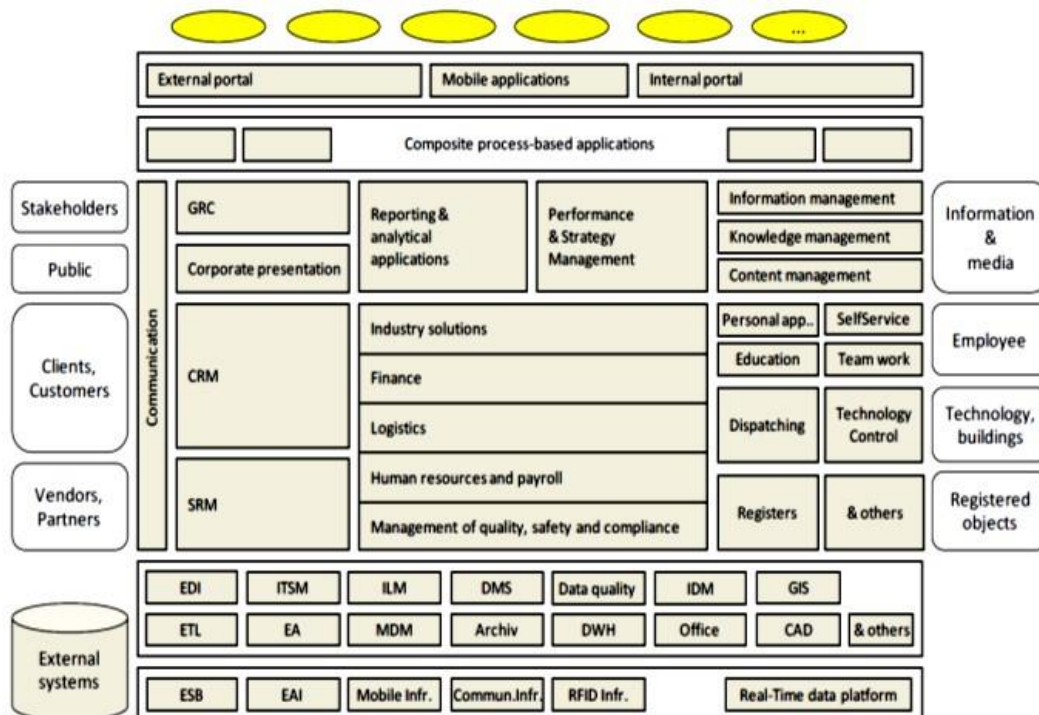 ...
External portal
Mobile applications
Internal portal
Composite process-based applications
Stakeholders
Public
Clients,
Customers
Vendors,
Partners
External
systems
Communication
GRC
Corporate presentation
CRM
SRM
Reporting &
analytical
applications
Performance
& Strategy
Management
Industry solutions
Finance
Logistics
Human resources and payroll
Management of quality, safety and compliance
Information management
Knowledge management
Content management
Personal app..
SelfService
Education
Team work
Dispatching
Technology
Control
Registers
& others
Information
&
media
Employee
Technology,
buildings
Registered
objects
EDI
ITSM
ILM
DMS
Data quality
IDM
GIS
ETL
EA
MDM
Archiv
DWH
Office
CAD
& others
ESB
EAI
Mobile Infr.
Commun.Infr.
RFID Infr.
Real-Time data platform